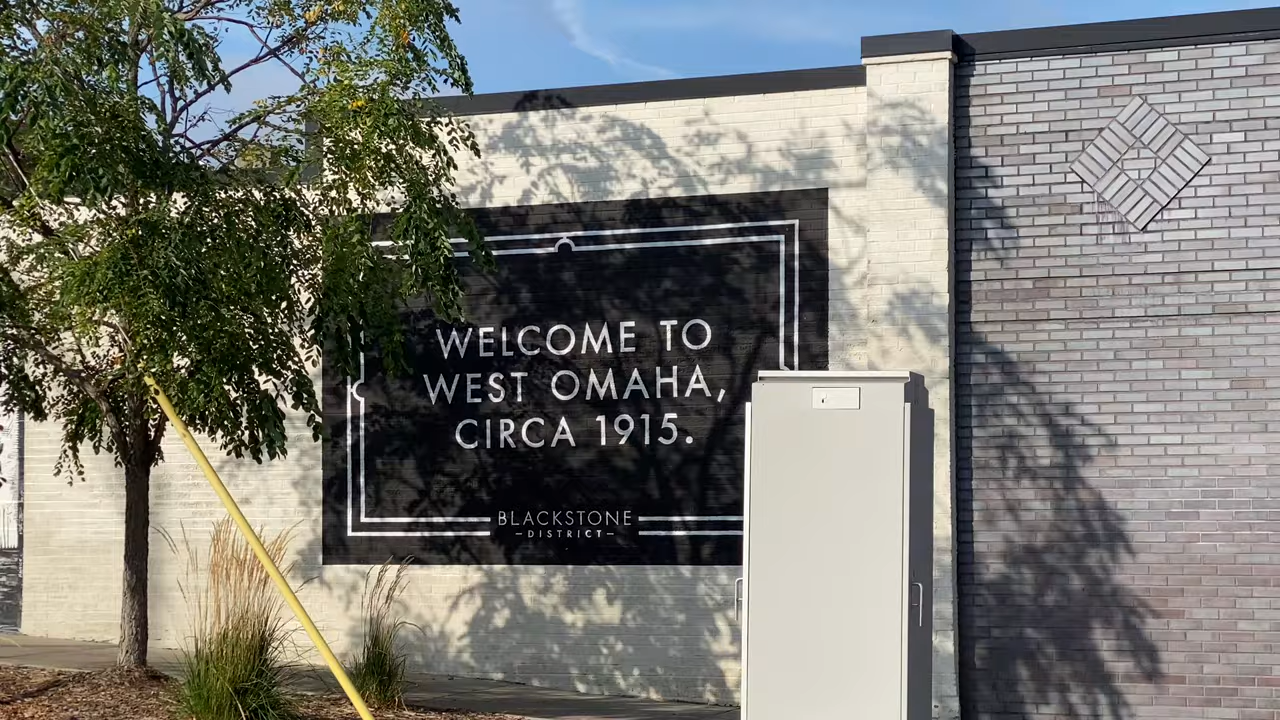 WELCOME TO
WEST OMAHA,
CIRCA 1915.
BLACKSTONE
–DISTRICT–